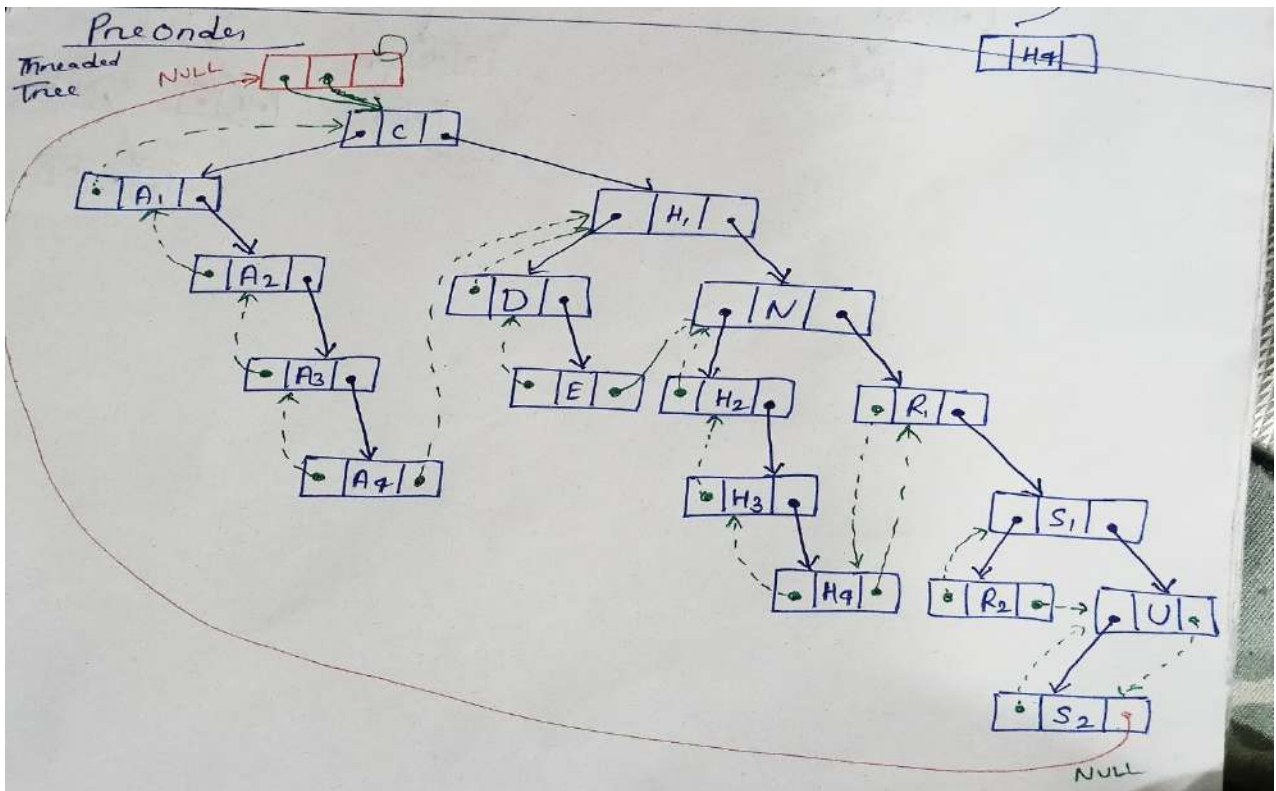 Preorder
H4
Threaded
Tree
NULL
C
A1
H1
A2
D
N
A3
E
H2
R1
A4
H3
S1
H4
R2
U
S2
NULL